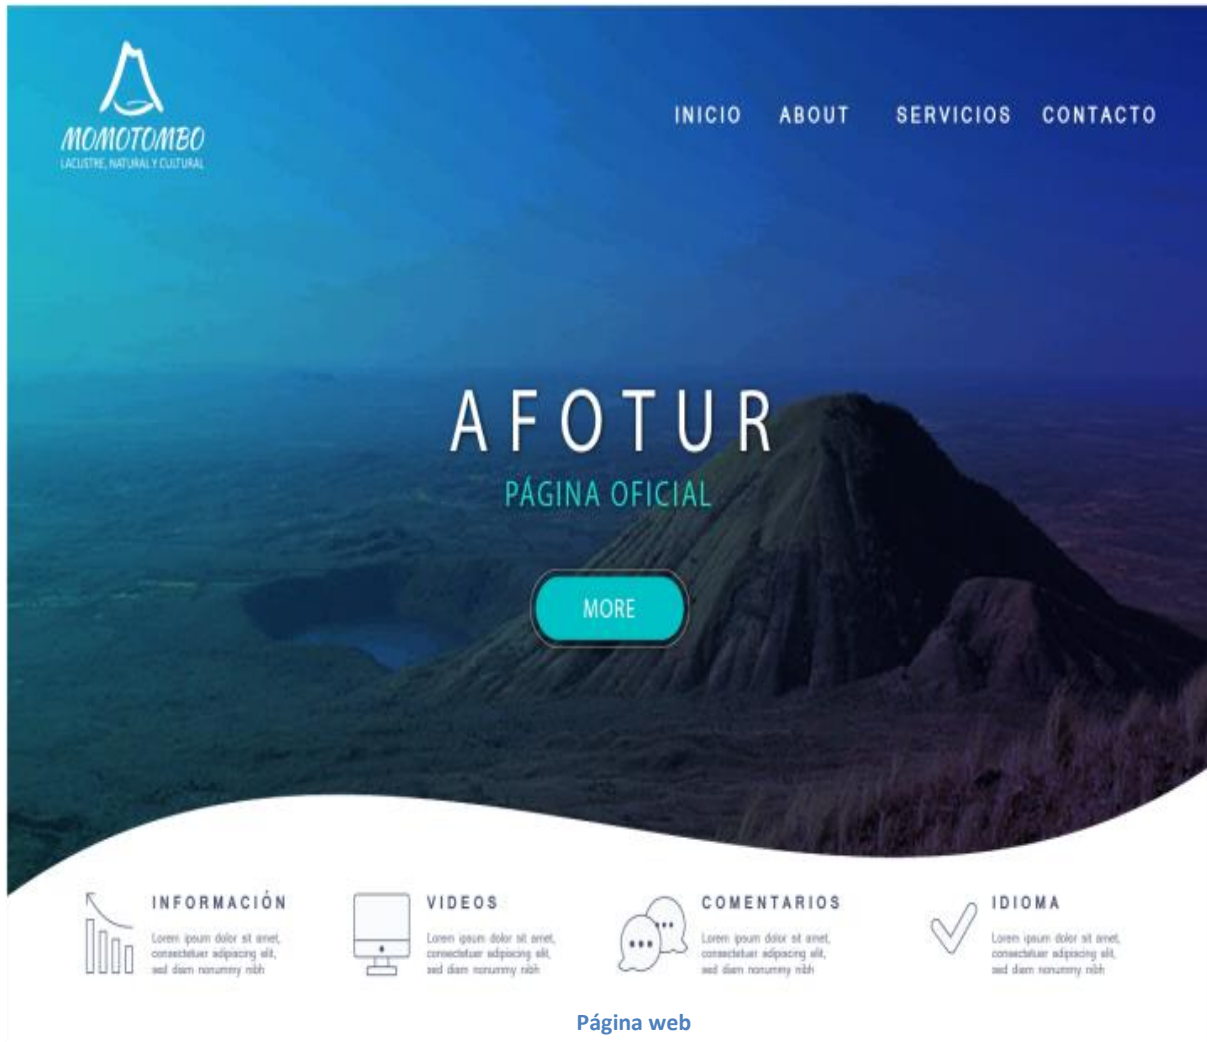 MOMOTOMBO
LACUSTRE, NATURAL Y CULTURAL
INICIO ABOUT SERVICIOS CONTACTO
AFOTUR
PÁGINA OFICIAL
MORE
INFORMACIÓN
Lorem ipsum dolor sit amet,
consectetuer adipiscing elit,
sed diam nonummy nibh
VIDEOS
Lorem ipsum dolor sit amet,
consectetuer adipiscing elit,
sed diam nonummy nibh
COMENTARIOS
Lorem ipsum dolor sit amet,
consectetuer adipiscing elit,
sed diam nonummy nibh
IDIOMA
Lorem ipsum dolor sit amet,
consectetuer adipiscing elit,
sed diam nonummy nibh
Página web